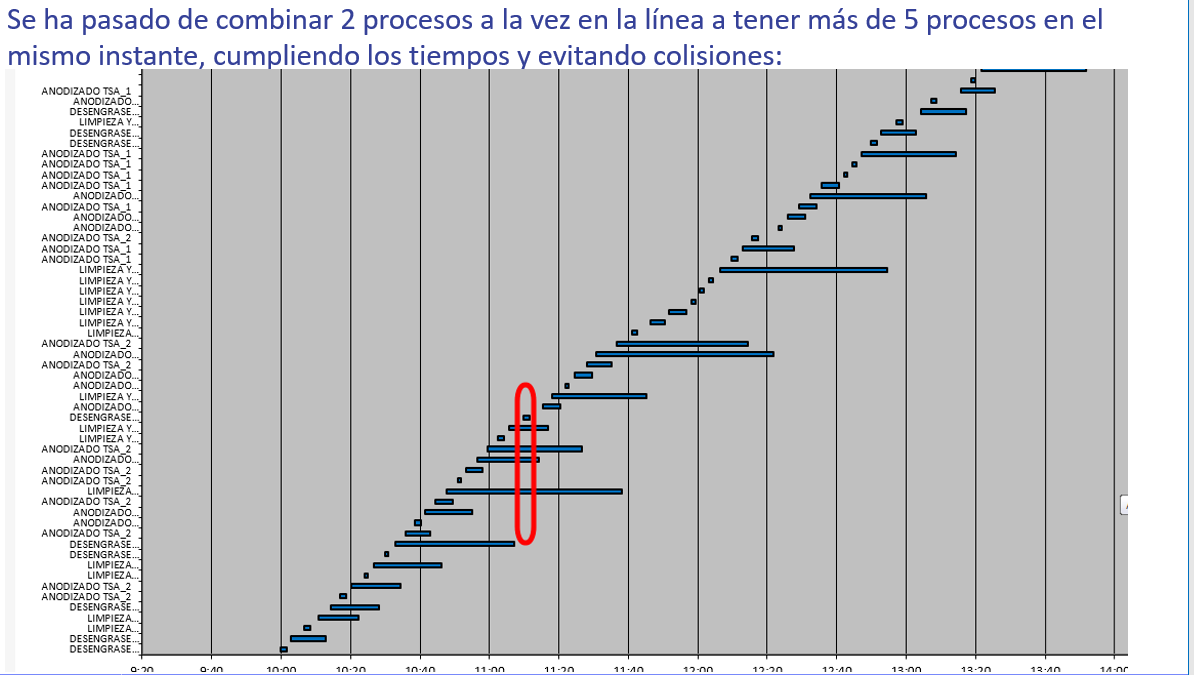 Se ha pasado de combinar 2 procesos a la vez en la línea a tener más de 5 procesos en el
mismo instante, cumpliendo los tiempos y evitando colisiones:
ANODIZADO TSA_1
ANODIZADO...
DESENGRASE...
LIMPIEZA Y...
DESENGRASE...
DESENGRASE...
ANODIZADO TSA_1
ANODIZADO TSA_1
ANODIZADO TSA_1
ANODIZADO TSA_1
ANODIZADO...
ANODIZADO TSA_1
ANODIZADO...
ANODIZADO...
ANODIZADO TSA_2
ANODIZADO TSA_1
ANODIZADO TSA_1
LIMPIEZA Y...
LIMPIEZA Y...
LIMPIEZA Y...
LIMPIEZA Y...
LIMPIEZA Y...
LIMPIEZA Y...
LIMPIEZA...
ANODIZADO TSA_2
ANODIZADO...
ANODIZADO TSA_2
ANODIZADO...
ANODIZADO...
LIMPIEZA Y...
ANODIZADO...
DESENGRASE...
LIMPIEZA Y...
LIMPIEZA Y...
ANODIZADO TSA_2
ANODIZADO...
ANODIZADO TSA_2
ANODIZADO TSA_2
LIMPIEZA...
ANODIZADO TSA_2
ANODIZADO...
ANODIZADO...
ANODIZADO TSA_2
DESENGRASE...
DESENGRASE...
LIMPIEZA...
LIMPIEZA...
ANODIZADO TSA_2
ANODIZADO TSA_2
DESENGRASE...
LIMPIEZA...
LIMPIEZA...
DESENGRASE...
DESENGRASE...
9:20 9:40 10:00 10:20 10:40 11:00 11:20 11:40 12:00 12:20 12:40 13:00 13:20 13:40 14:00